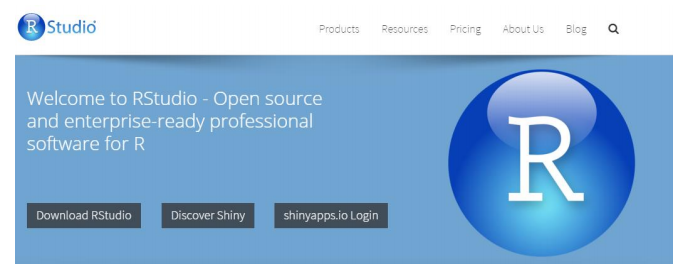 R Studio
Products Resources Pricing About Us Blog
Welcome to RStudio - Open source
and enterprise-ready professional
software for R
R
Download RStudio Discover Shiny shinyapps.io Login